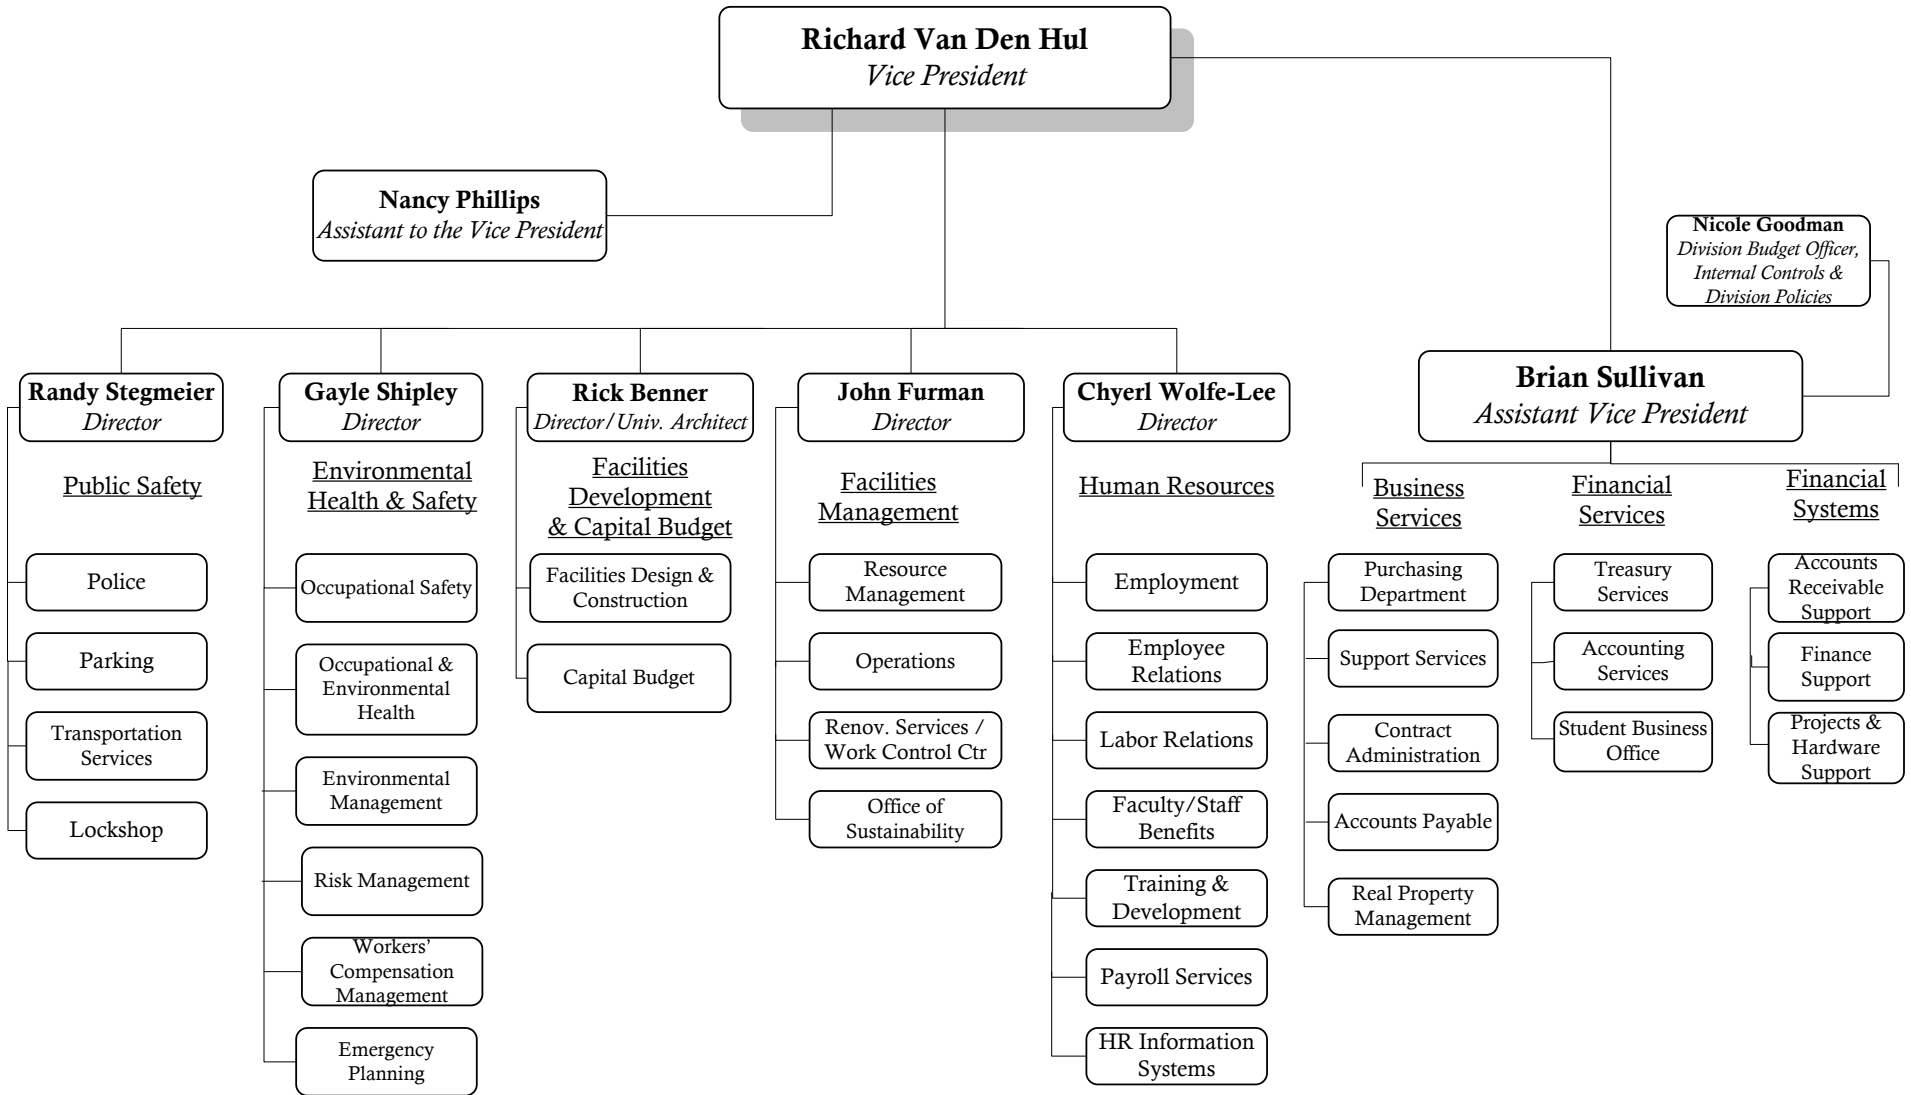 Richard Van Den Hul
Vice President
Nancy Phillips
Assistant to the Vice President
Nicole Goodman
Division Budget Officer,
Internal Controls &
Division Policies
Brian Sullivan
Assistant Vice President
Randy Stegmeier
Director
Public Safety
Police
Parking
Transportation
Services
Lockshop
Gayle Shipley
Director
Environmental
Health & Safety
Occupational Safety
Occupational &
Environmental
Health
Environmental
Management
Risk Management
Workers’
Compensation
Management
Emergency
Planning
Rick Benner
Director/Univ. Architect
Facilities
Development
& Capital Budget
Facilities Design &
Construction
Capital Budget
John Furman
Director
Facilities
Management
Resource
Management
Operations
Renov. Services /
Work Control Ctr
Office of
Sustainability
Chyerl Wolfe-Lee
Director
Human Resources
Employment
Employee
Relations
Labor Relations
Faculty/Staff
Benefits
Training &
Development
Payroll Services
HR Information
Systems
Business
Services
Purchasing
Department
Support Services
Contract
Administration
Accounts Payable
Real Property
Management
Financial
Services
Treasury
Services
Accounting
Services
Student Business
Office
Financial
Systems
Accounts
Receivable
Support
Finance
Support
Projects &
Hardware
Support